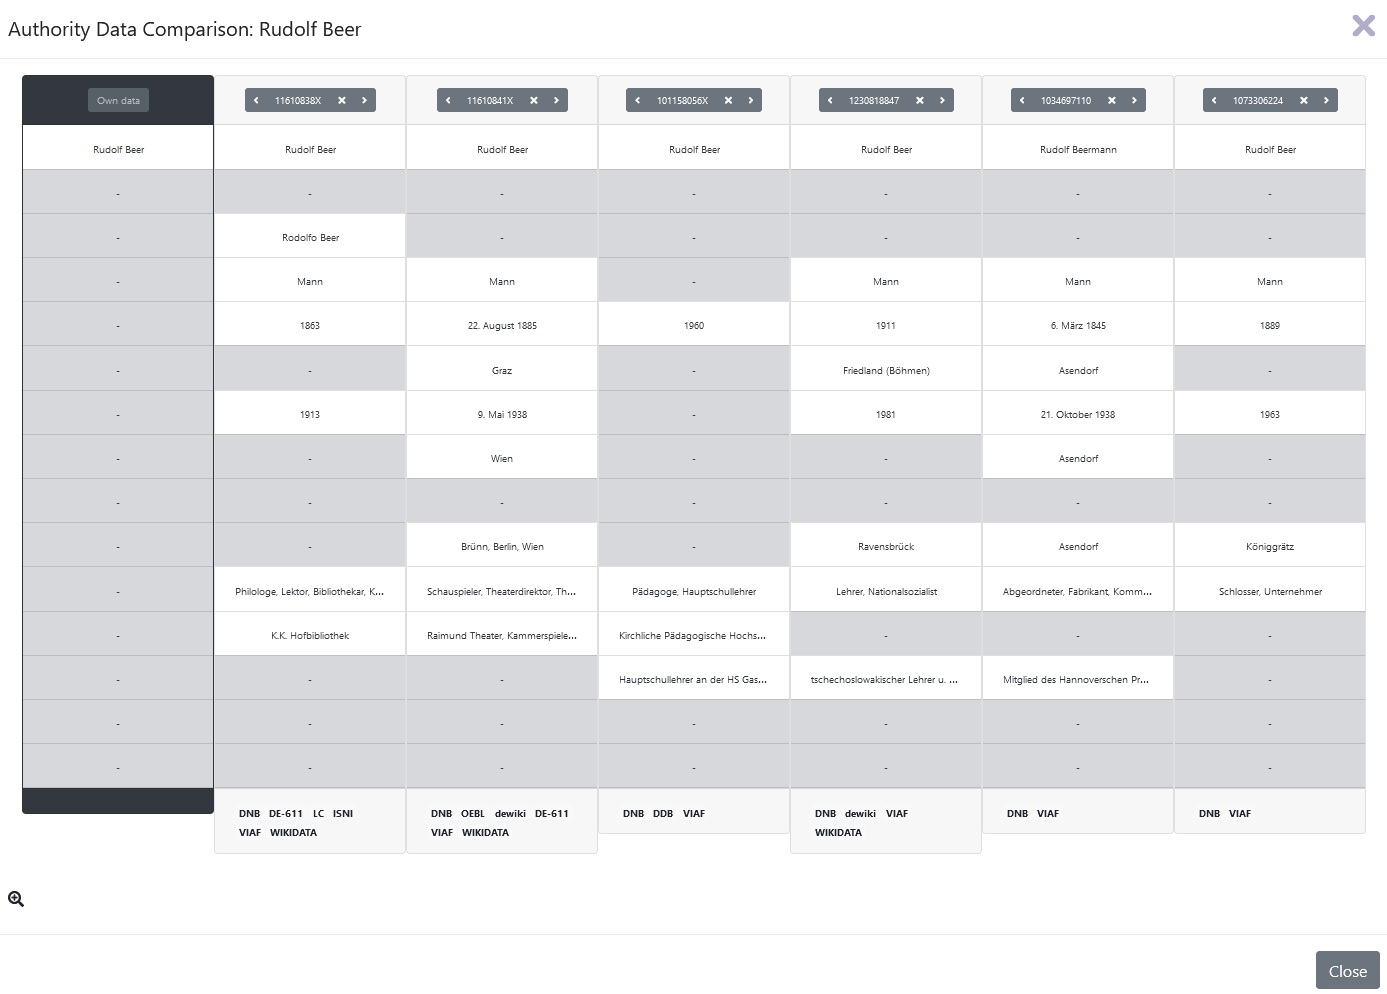 Authority Data Comparison: Rudolf Beer
Own data 11610838X 11610841X 101158056X 1230818847 1034697110 1073306224
Rudolf Beer Rudolf Beer Rudolf Beer Rudolf Beer Rudolf Beer Rudolf Beermann Rudolf Beer
- - - - - - -
- Rodolfo Beer - - - - -
- Mann Mann - Mann Mann Mann
- 1863 22. August 1885 1960 1911 6. März 1845 1889
- - Graz - Friedland (Böhmen) Asendorf -
- 1913 9. Mai 1938 - 1981 21. Oktober 1938 1963
- - Wien - - Asendorf -
- - - - - - -
- - Brünn, Berlin, Wien - Ravensbrück Asendorf Königgrätz
- Philologe, Lektor, Bibliothekar, K... Schauspieler, Theaterdirektor, Th... Pädagoge, Hauptschullehrer Lehrer, Nationalsozialist Abgeordneter, Fabrikant, Komm... Schlosser, Unternehmer
- K.K. Hofbibliothek Raimund Theater, Kammerspiele... Kirchliche Pädagogische Hochs... - - -
- - - Hauptschullehrer an der HS Gas... tschechoslowakischer Lehrer u. ... Mitglied des Hannoverschen Pr... -
- - - - - - -
- - - - - - -
DNB DE-611 LC ISNI DNB OEBL dewiki DE-611 DNB DDB VIAF DNB dewiki VIAF DNB VIAF DNB VIAF
VIAF WIKIDATA VIAF WIKIDATA WIKIDATA
Close